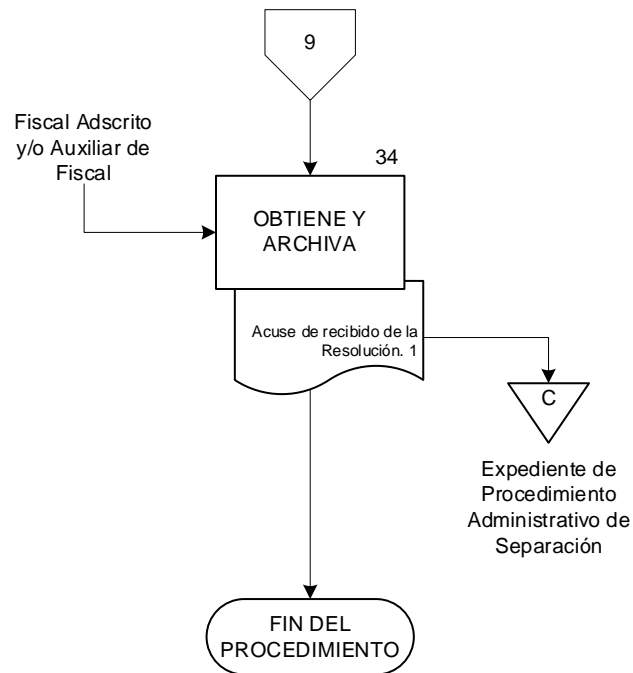 9
Fiscal Adscrito
y/o Auxiliar de
Fiscal
34
OBTIENE Y
ARCHIVA
Acuse de recibido de la
Resolución. 1
C
Expediente de
Procedimiento
Administrativo de
Separación
FIN DEL
PROCEDIMIENTO